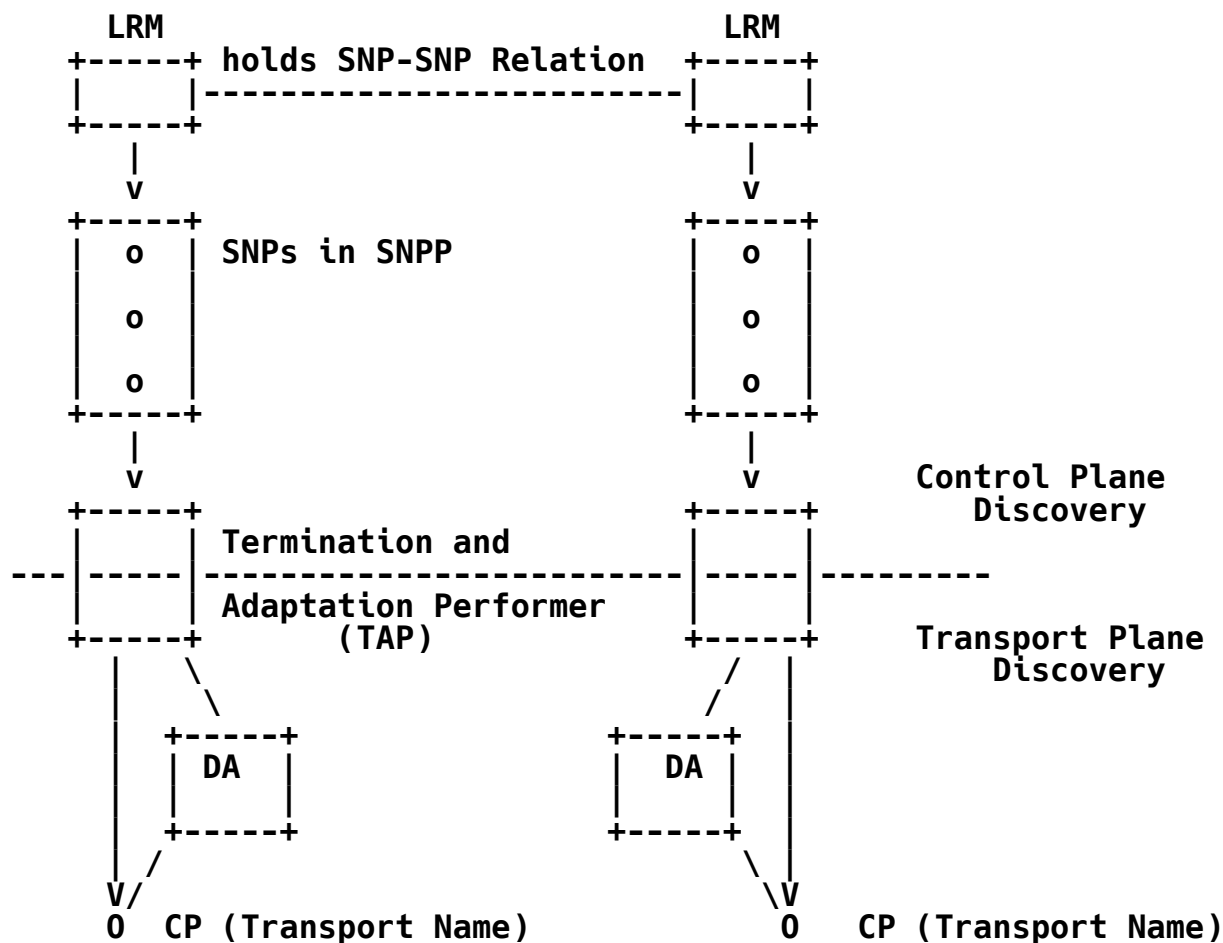 LRM LRM
holds SNP-SNP Relation
v v
o SNPs in SNPP o
o o
o o
v v Control Plane
Discovery
Termination and
Adaptation Performer
(TAP) Transport Plane
Discovery
DA DA
V V
O CP (Transport Name) O CP (Transport Name)